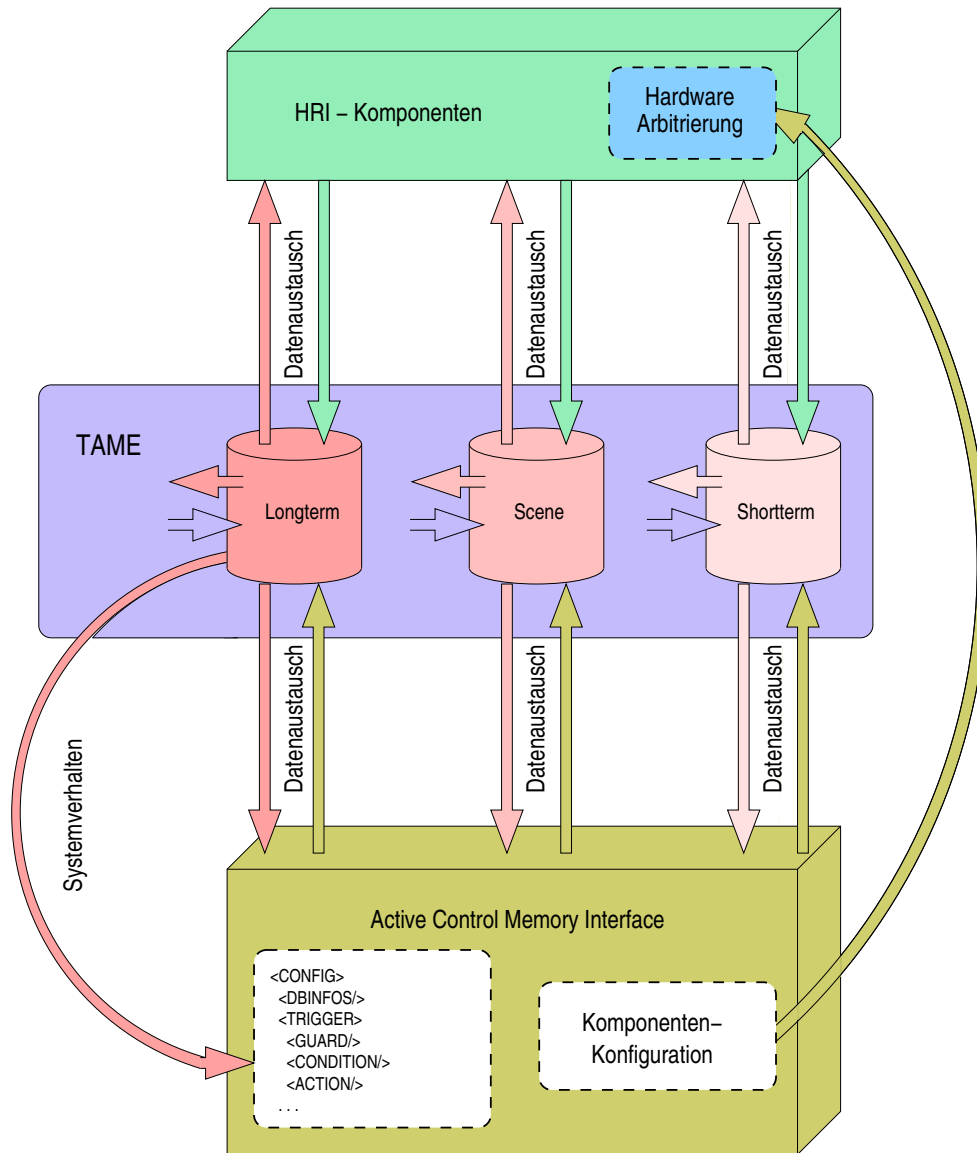 HRI – Komponenten
Hardware
Arbitrierung
Datenaustausch
Datenaustausch
Datenaustausch
TAME
Longterm
Scene
Shortterm
Datenaustausch
Datenaustausch
Datenaustausch
Systemverhalten
Active Control Memory Interface
<CONFIG>
<DBINFOS/>
<TRIGGER>
<GUARD/>
<CONDITION/>
<ACTION/>
. . .
Komponenten–
Konfiguration